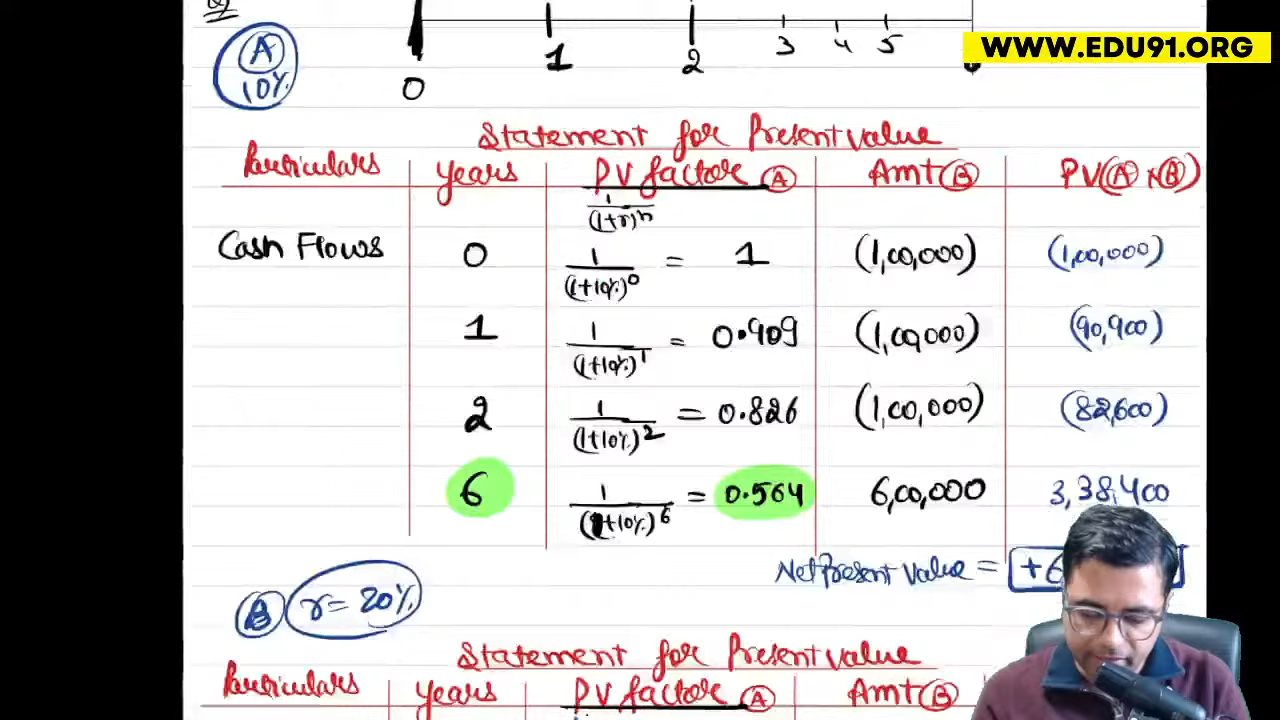 WWW.EDU91.ORG
0 1 2 3 4 5
A
10%
Statement for Present value
Particulars years PV factor A Amt B PV(A × B)
1/(1+r)^n
Cash Flows 0 1/(1+10%)^0 = 1 (1,00,000) (1,00,000)
1 1/(1+10%)^1 = 0.909 (1,00,000) (90,900)
2 1/(1+10%)^2 = 0.826 (1,00,000) (82,600)
6 1/(1+10%)^6 = 0.564 6,00,000 3,38,400
Net Present Value = +6
B r = 20%
Statement for Present value
Particulars years PV factor A Amt B